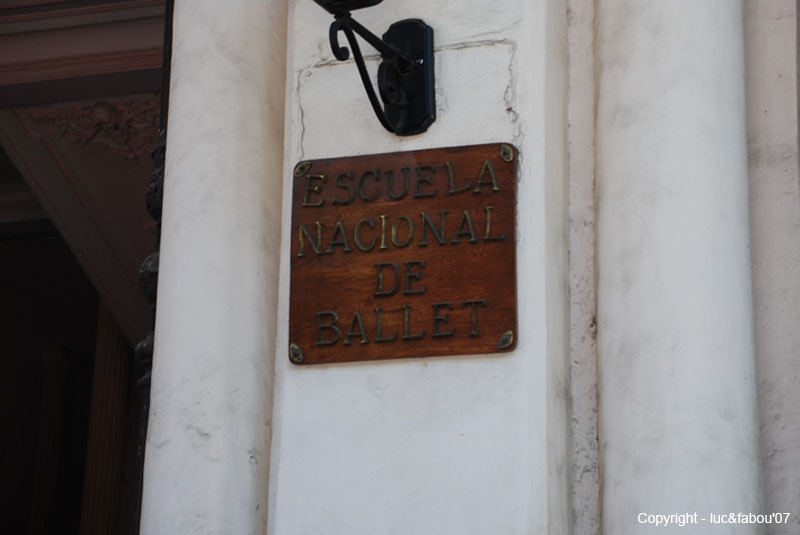 ESCUELA
NACIONAL
DE
BALLET
Copyright - luc&fabou'07